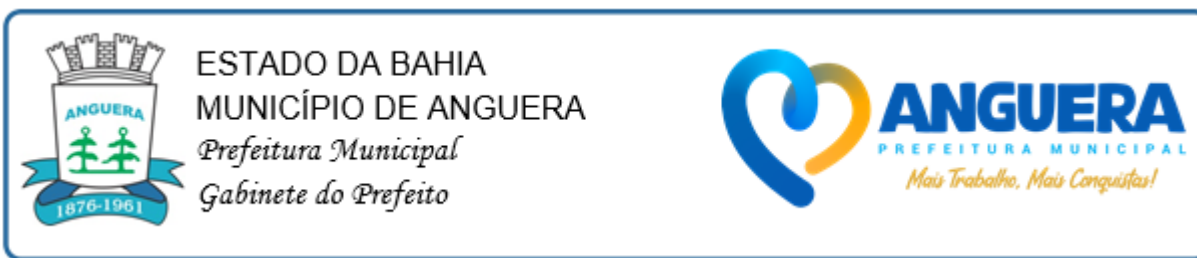 ANGUERA
1876-1961
ESTADO DA BAHIA
MUNICÍPIO DE ANGUERA
Prefeitura Municipal
Gabinete do Prefeito
ANGUERA
PREFEITURA MUNICIPAL
Mais Trabalho, Mais Conquistas!